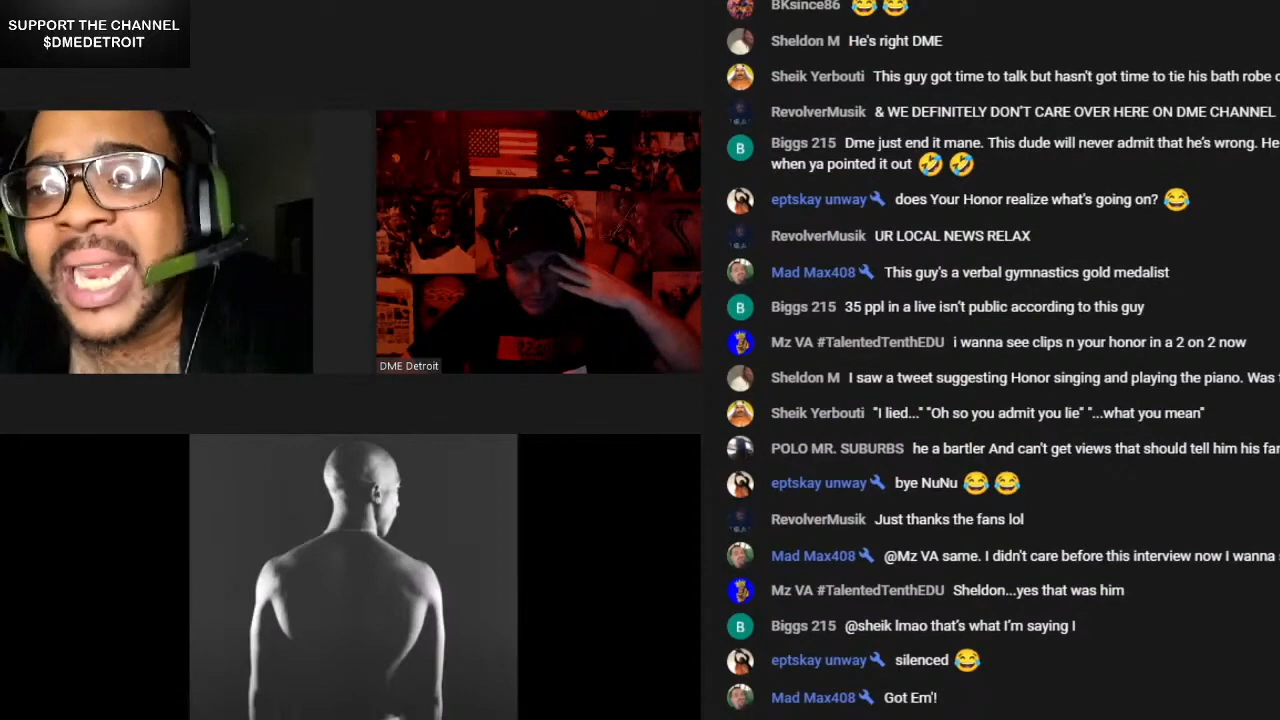 SUPPORT THE CHANNEL
$DMEDETROIT
DME Detroit
BKsince86 😂😂
Sheldon M He's right DME
Sheik Yerbouti This guy got time to talk but hasn't got time to tie his bath robe
RevolverMusik & WE DEFINITELY DON'T CARE OVER HERE ON DME CHANNEL
B Biggs 215 Dme just end it mane. This dude will never admit that he's wrong. He
when ya pointed it out 🤣🤣
eptskay unway does Your Honor realize what's going on? 😂
RevolverMusik UR LOCAL NEWS RELAX
Mad Max408 This guy's a verbal gymnastics gold medalist
B Biggs 215 35 ppl in a live isn't public according to this guy
Mz VA #TalentedTenthEDU i wanna see clips n your honor in a 2 on 2 now
Sheldon M I saw a tweet suggesting Honor singing and playing the piano. Was
Sheik Yerbouti "I lied..." "Oh so you admit you lie" "...what you mean"
POLO MR. SUBURBS he a bartler And can't get views that should tell him his
eptskay unway bye NuNu 😂😂
RevolverMusik Just thanks the fans lol
Mad Max408 @Mz VA same. I didn't care before this interview now I wanna
Mz VA #TalentedTenthEDU Sheldon...yes that was him
B Biggs 215 @sheik lmao that's what I'm saying I
eptskay unway silenced 😂
Mad Max408 Got Em'!